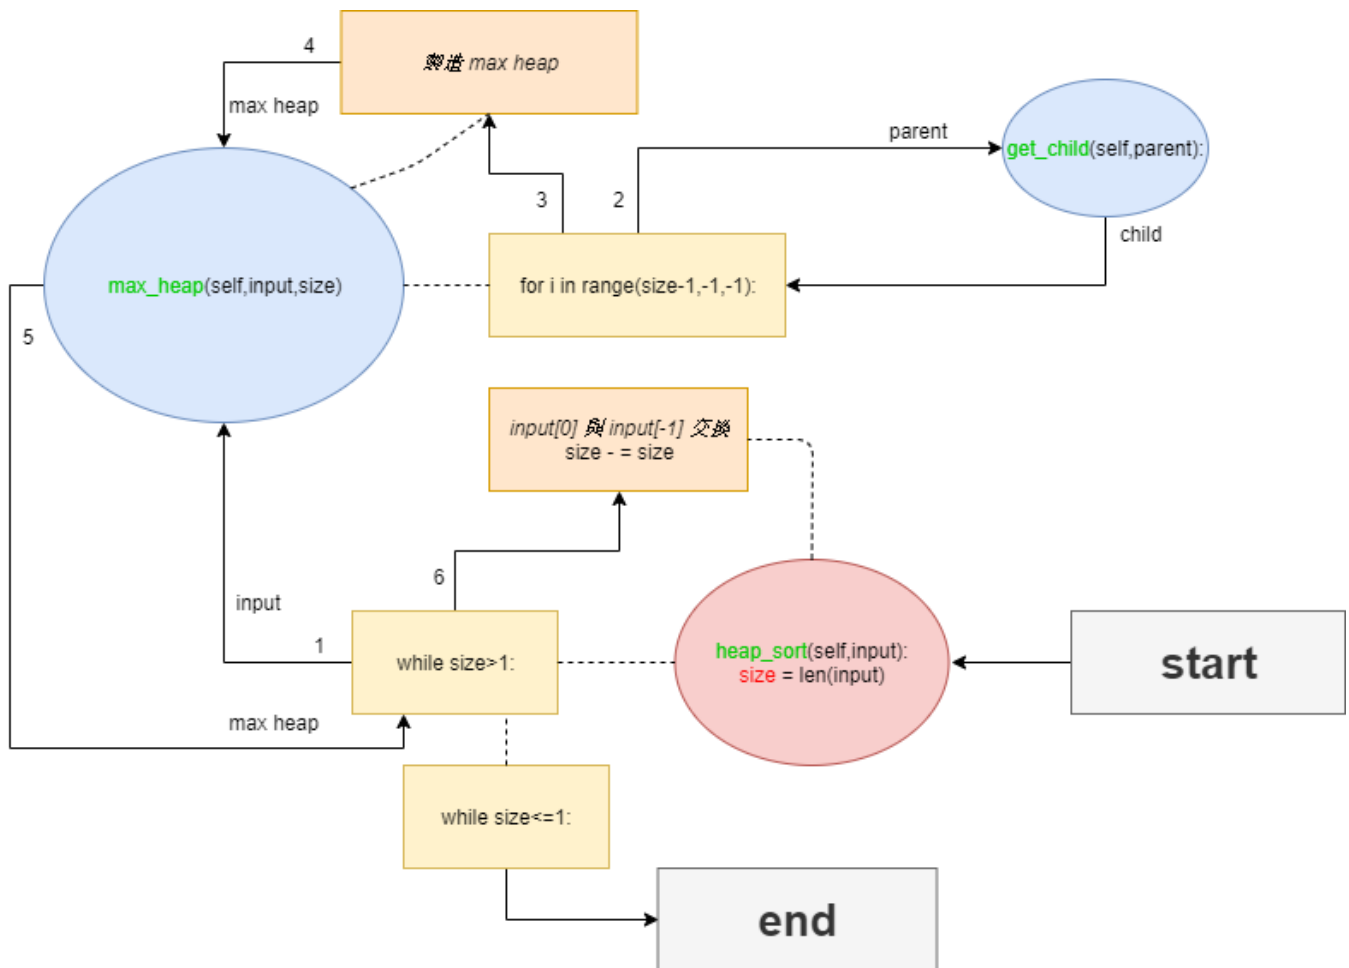 4
製造 max heap
max heap
parent
get_child(self,parent):
3
2
child
max_heap(self,input,size)
for i in range(size-1,-1,-1):
5
input[0] 與 input[-1] 交換
size - = size
6
input
1
while size>1:
heap_sort(self,input):
size = len(input)
start
max heap
while size<=1:
end